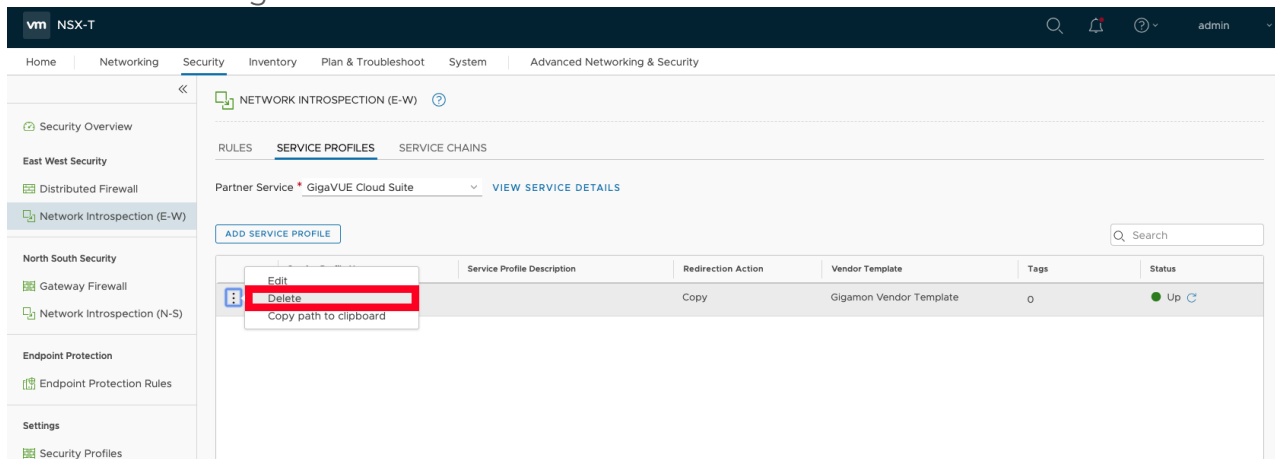 vm NSX-T admin
Home Networking Security Inventory Plan & Troubleshoot System Advanced Networking & Security
«
Security Overview
East West Security
Distributed Firewall
Network Introspection (E-W)
North South Security
Gateway Firewall
Network Introspection (N-S)
Endpoint Protection
Endpoint Protection Rules
Settings
Security Profiles
NETWORK INTROSPECTION (E-W) ?
RULES SERVICE PROFILES SERVICE CHAINS
Partner Service * GigaVUE Cloud Suite VIEW SERVICE DETAILS
ADD SERVICE PROFILE Search
Service Profile Description Redirection Action Vendor Template Tags Status
Edit
Delete Copy Gigamon Vendor Template 0 Up
Copy path to clipboard